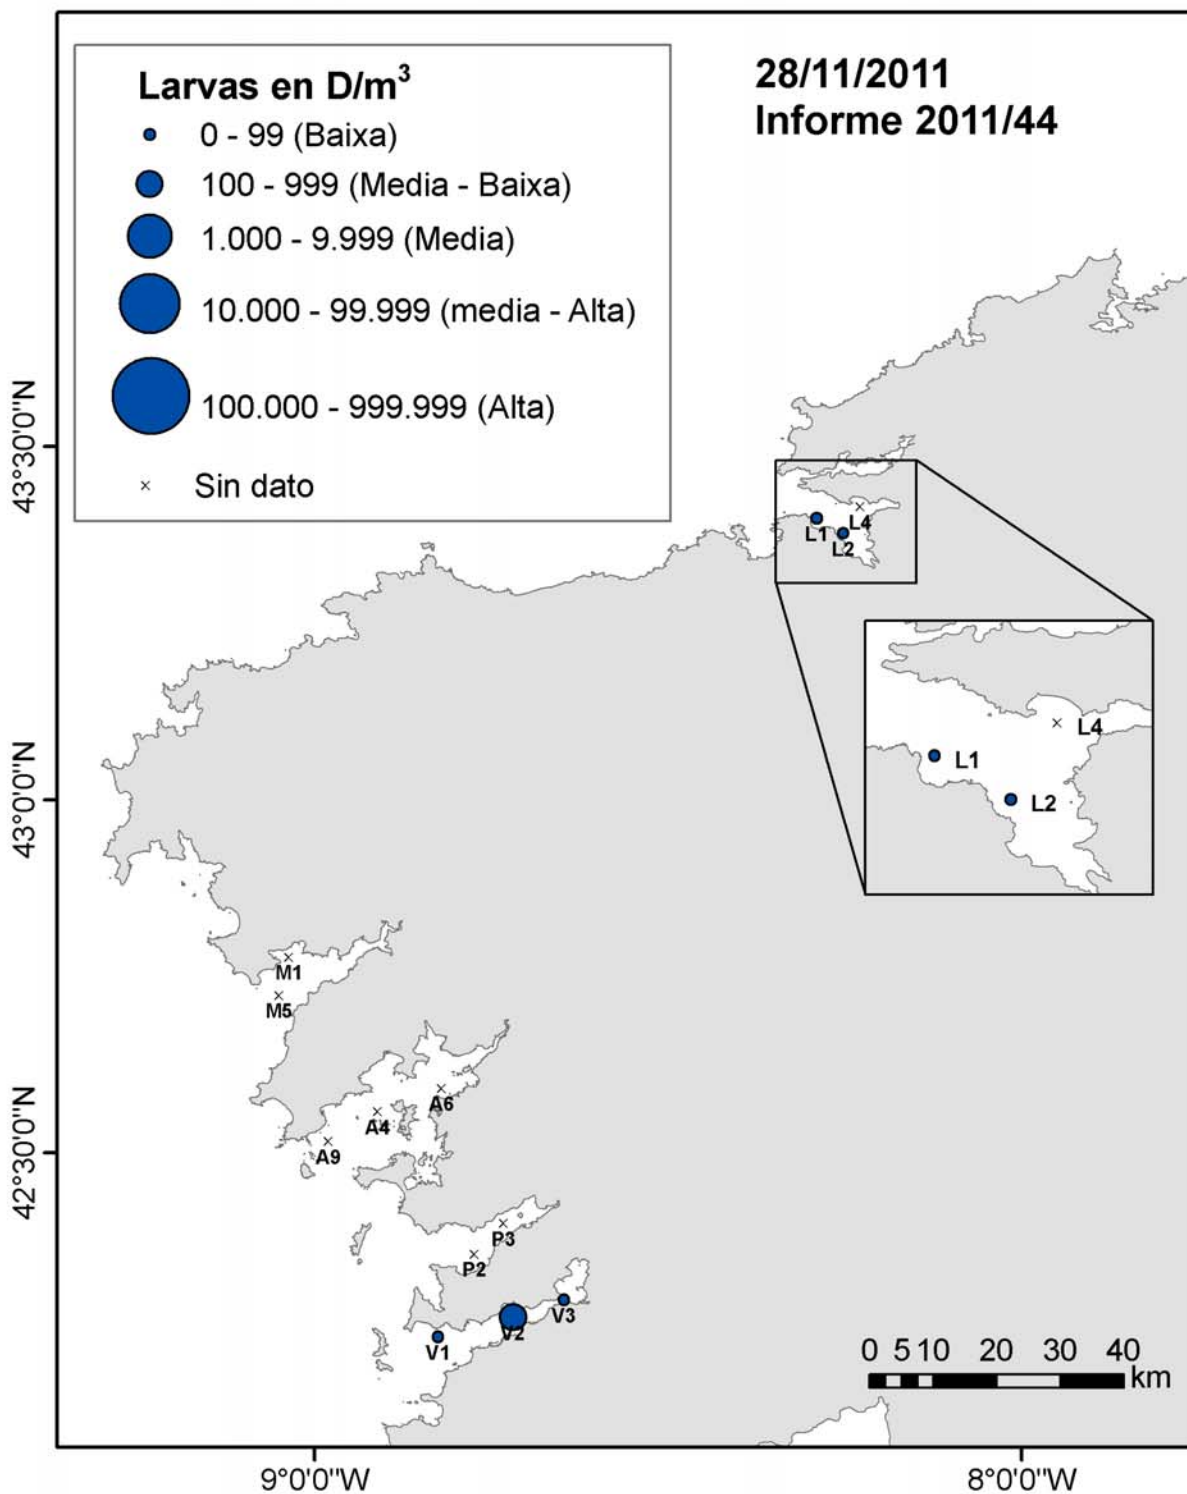 Larvas en D/m³
0 - 99 (Baixa)
100 - 999 (Media - Baixa)
1.000 - 9.999 (Media)
10.000 - 99.999 (media - Alta)
100.000 - 999.999 (Alta)
Sin dato
28/11/2011
Informe 2011/44
43°30'0"N
43°0'0"N
42°30'0"N
L4
L1
L2
L4
L1
L2
M1
M5
A6
A4
A9
P3
P2
V3
V2
V1
0 5 10 20 30 40
km
9°0'0"W
8°0'0"W